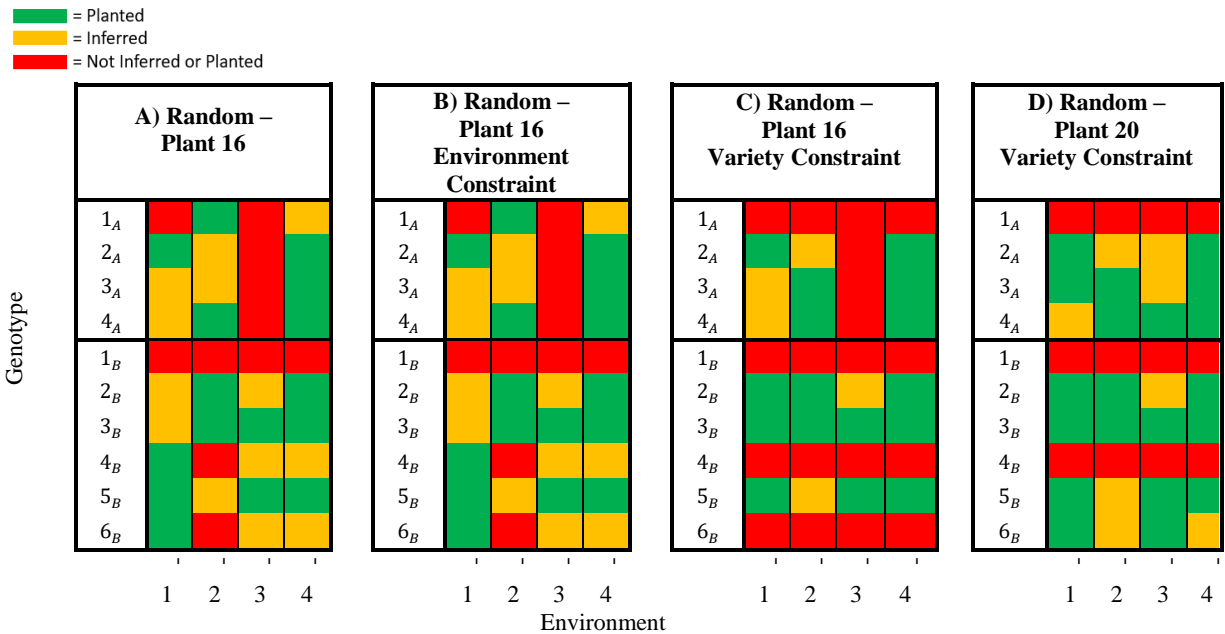 = Planted
= Inferred
= Not Inferred or Planted
A) Random –
Plant 16
B) Random –
Plant 16
Environment
Constraint
C) Random –
Plant 16
Variety Constraint
D) Random –
Plant 20
Variety Constraint
Genotype
1A
2A
3A
4A
1B
2B
3B
4B
5B
6B
1 2 3 4
1A
2A
3A
4A
1B
2B
3B
4B
5B
6B
1 2 3 4
1A
2A
3A
4A
1B
2B
3B
4B
5B
6B
1 2 3 4
1A
2A
3A
4A
1B
2B
3B
4B
5B
6B
1 2 3 4
Environment